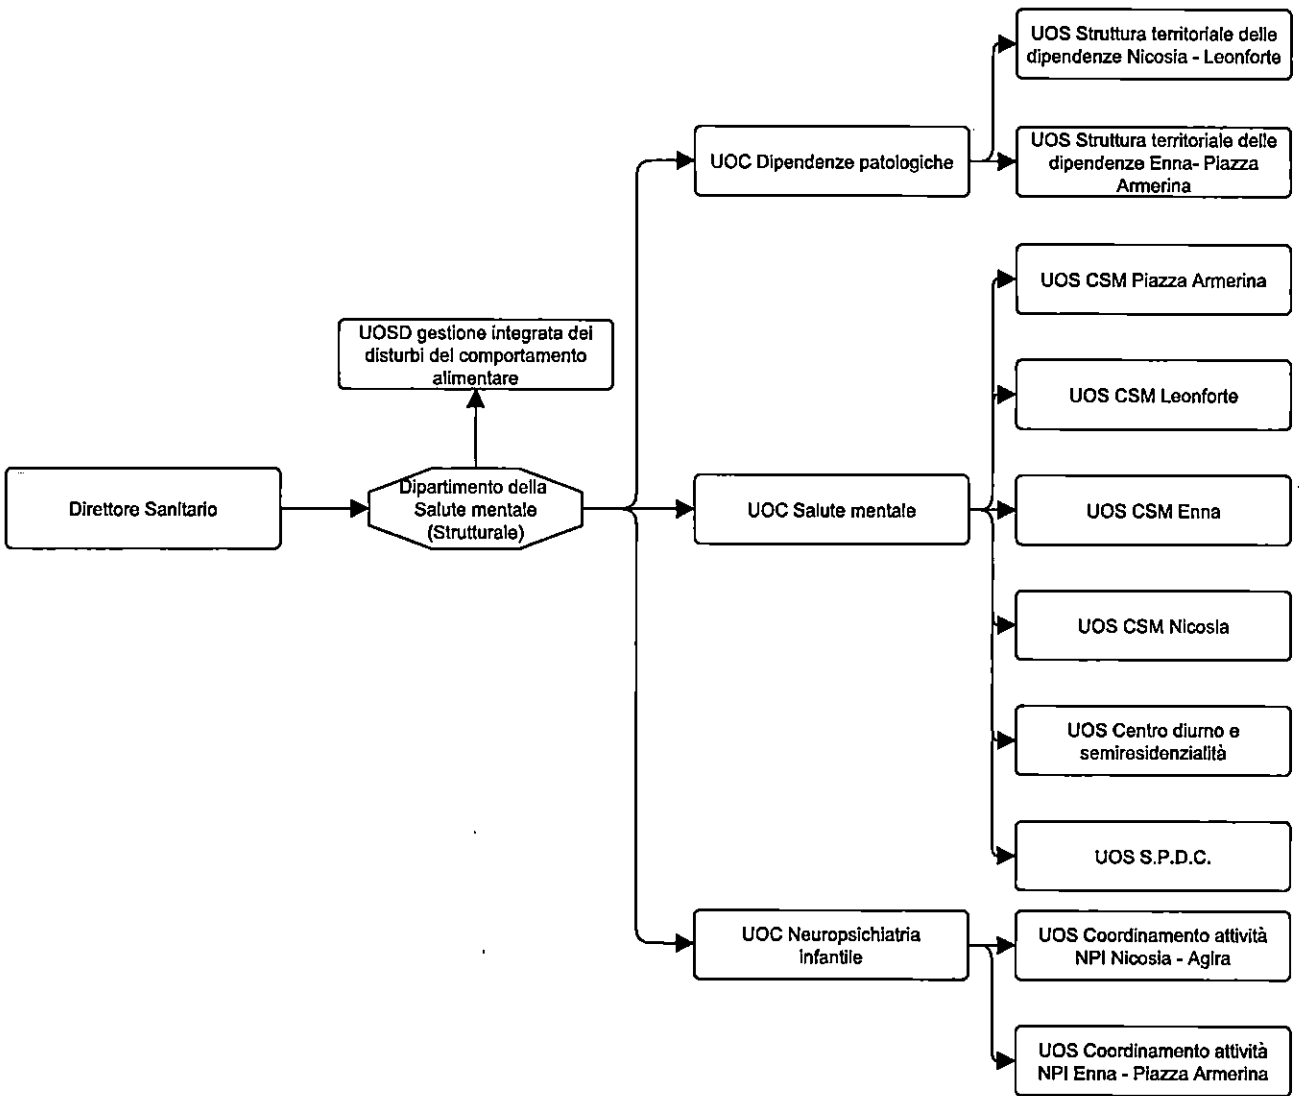 UOS Struttura territoriale delle
dipendenze Nicosia - Leonforte
UOC Dipendenze patologiche
UOS Struttura territoriale delle
dipendenze Enna- Piazza
Armerina
UOS CSM Piazza Armerina
UOSD gestione integrata dei
disturbi del comportamento
alimentare
UOS CSM Leonforte
Direttore Sanitario
Dipartimento della
Salute mentale
(Strutturale)
UOC Salute mentale
UOS CSM Enna
UOS CSM Nicosia
UOS Centro diurno e
semiresidenzialità
UOS S.P.D.C.
UOC Neuropsichiatria
infantile
UOS Coordinamento attività
NPI Nicosia - Agira
UOS Coordinamento attività
NPI Enna - Piazza Armerina